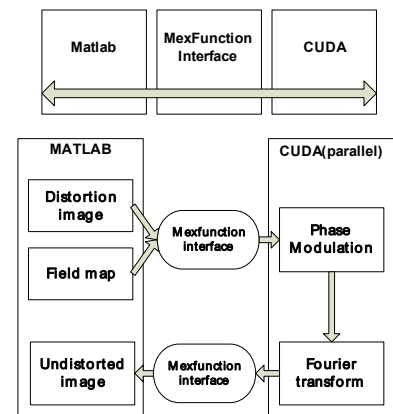 Matlab
MexFunction
Interface
CUDA
MATLAB
CUDA(parallel)
Distortion
image
Field map
Mexfunction
interface
Phase
Modulation
Undistorted
image
Mexfunction
interface
Fourier
transform